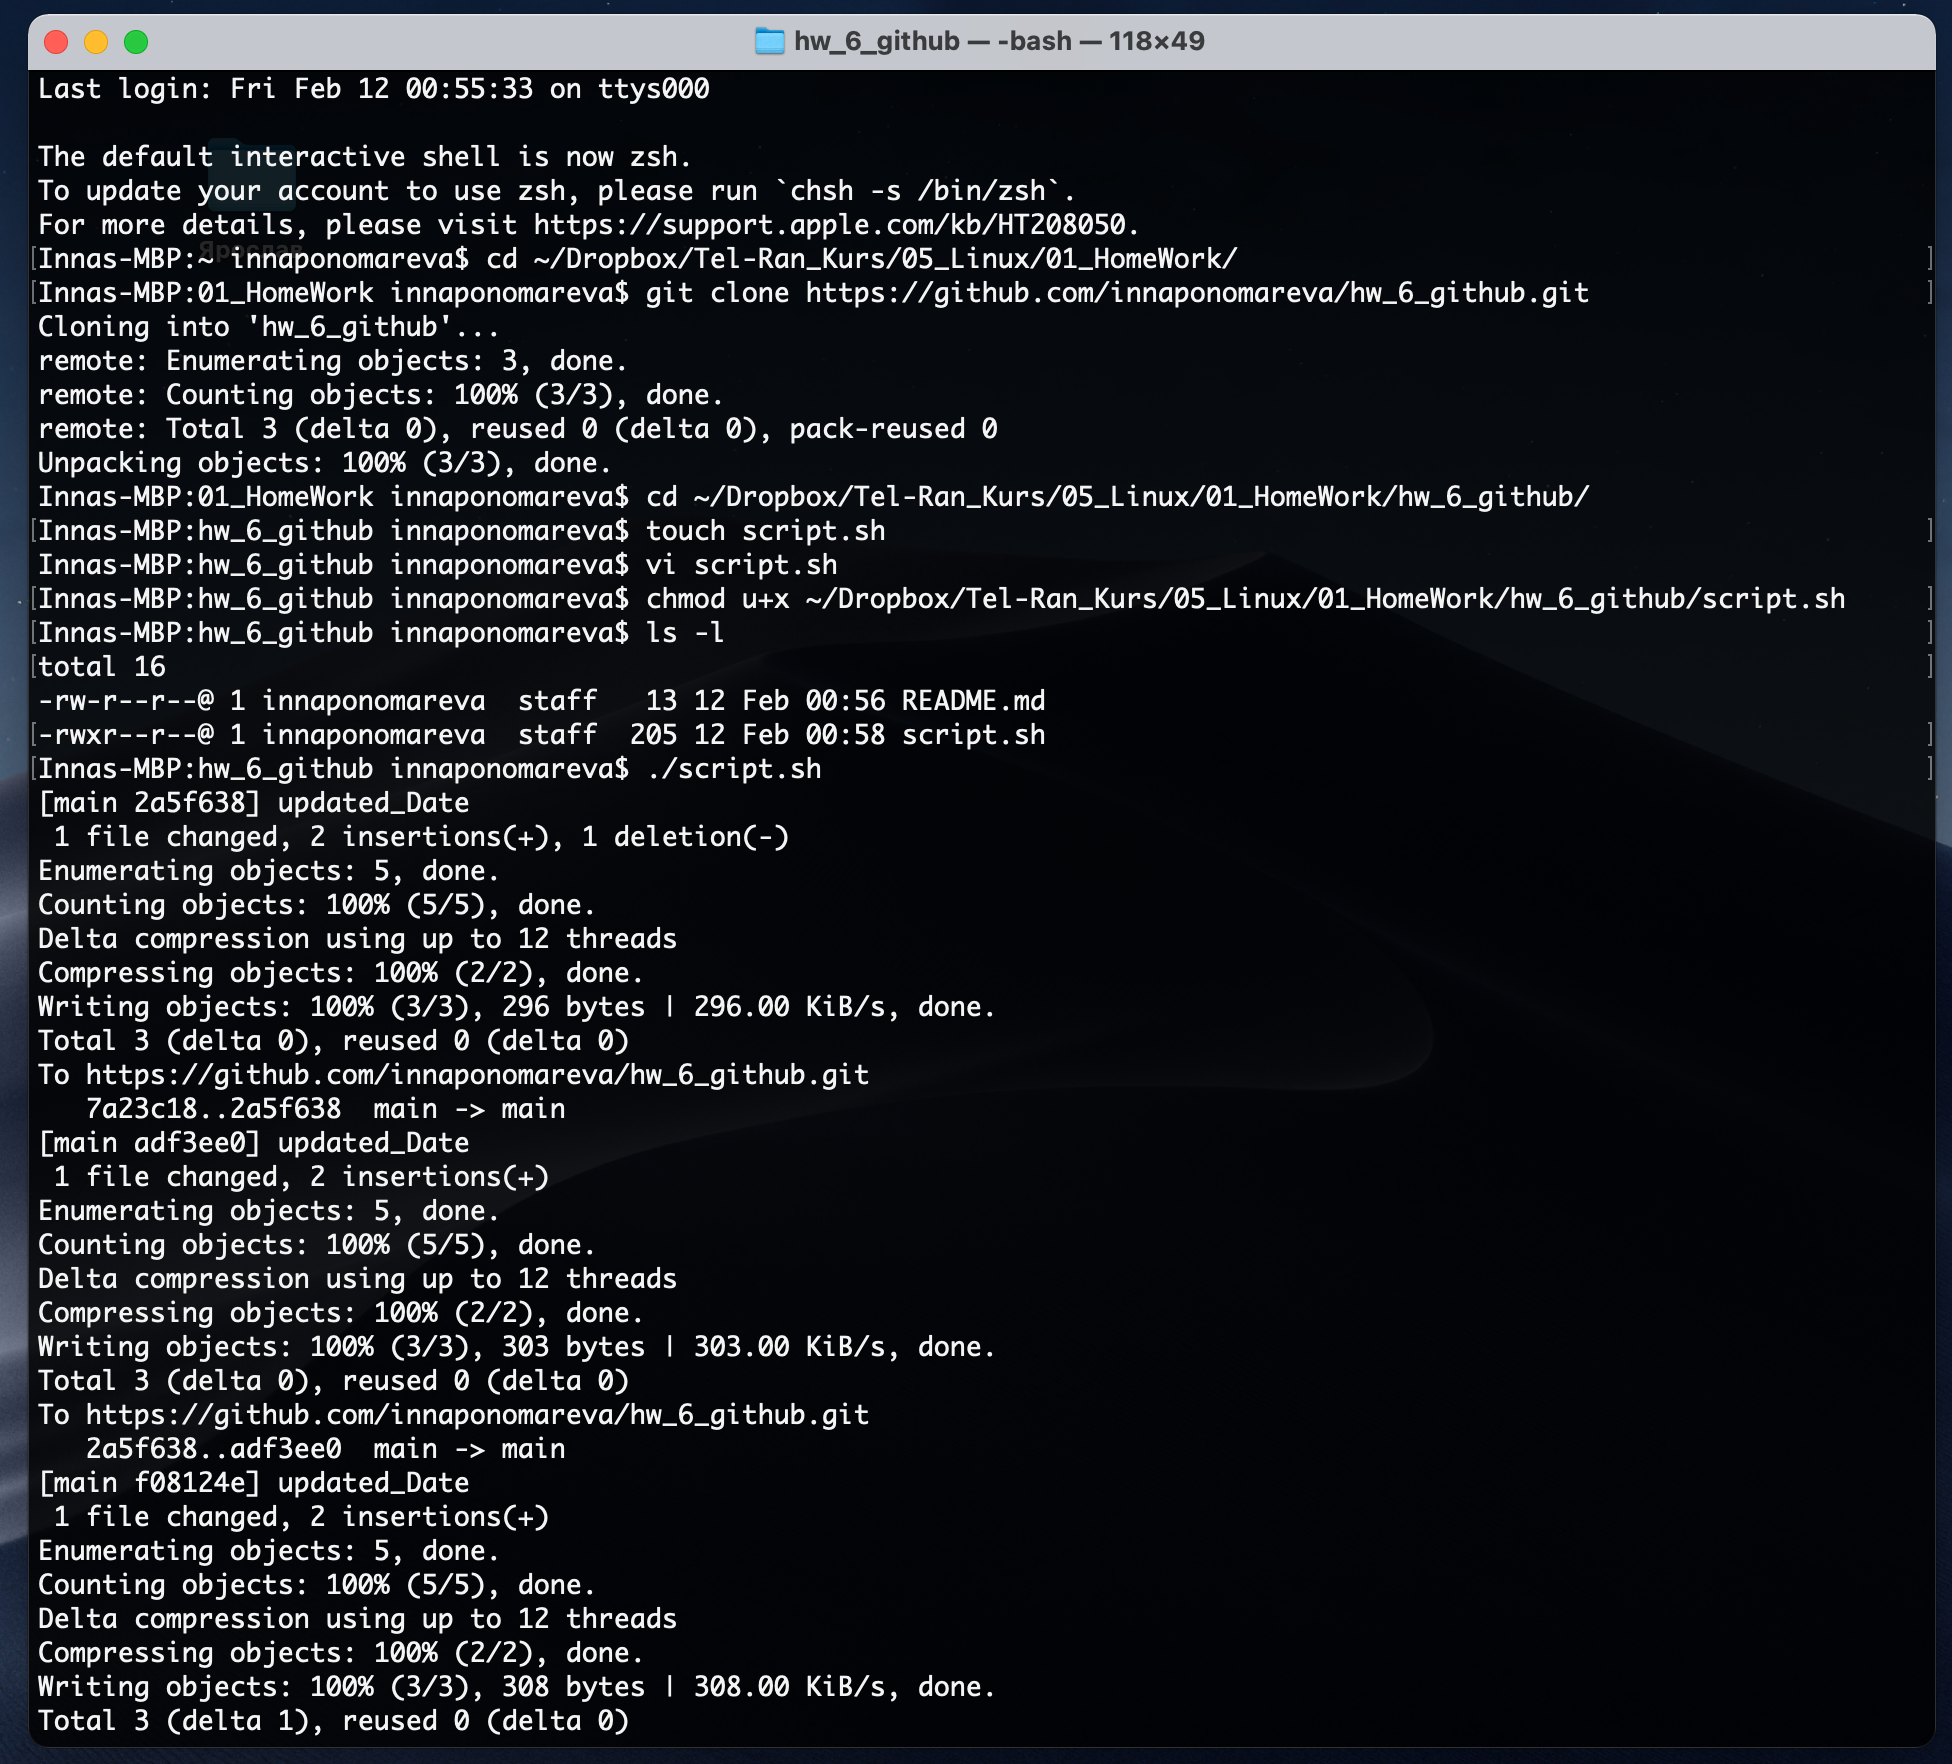 hw_6_github — -bash — 118×49
Last login: Fri Feb 12 00:55:33 on ttys000
The default interactive shell is now zsh.
To update your account to use zsh, please run `chsh -s /bin/zsh`.
For more details, please visit https://support.apple.com/kb/HT208050.
Ярослав
[Innas-MBP:~ innaponomareva$ cd ~/Dropbox/Tel-Ran_Kurs/05_Linux/01_HomeWork/ ]
[Innas-MBP:01_HomeWork innaponomareva$ git clone https://github.com/innaponomareva/hw_6_github.git ]
Cloning into 'hw_6_github'...
remote: Enumerating objects: 3, done.
remote: Counting objects: 100% (3/3), done.
remote: Total 3 (delta 0), reused 0 (delta 0), pack-reused 0
Unpacking objects: 100% (3/3), done.
Innas-MBP:01_HomeWork innaponomareva$ cd ~/Dropbox/Tel-Ran_Kurs/05_Linux/01_HomeWork/hw_6_github/
[Innas-MBP:hw_6_github innaponomareva$ touch script.sh ]
Innas-MBP:hw_6_github innaponomareva$ vi script.sh
[Innas-MBP:hw_6_github innaponomareva$ chmod u+x ~/Dropbox/Tel-Ran_Kurs/05_Linux/01_HomeWork/hw_6_github/script.sh ]
[Innas-MBP:hw_6_github innaponomareva$ ls -l ]
[total 16 ]
-rw-r--r--@ 1 innaponomareva  staff   13 12 Feb 00:56 README.md
[-rwxr--r--@ 1 innaponomareva  staff  205 12 Feb 00:58 script.sh ]
[Innas-MBP:hw_6_github innaponomareva$ ./script.sh ]
[main 2a5f638] updated_Date
 1 file changed, 2 insertions(+), 1 deletion(-)
Enumerating objects: 5, done.
Counting objects: 100% (5/5), done.
Delta compression using up to 12 threads
Compressing objects: 100% (2/2), done.
Writing objects: 100% (3/3), 296 bytes | 296.00 KiB/s, done.
Total 3 (delta 0), reused 0 (delta 0)
To https://github.com/innaponomareva/hw_6_github.git
   7a23c18..2a5f638  main -> main
[main adf3ee0] updated_Date
 1 file changed, 2 insertions(+)
Enumerating objects: 5, done.
Counting objects: 100% (5/5), done.
Delta compression using up to 12 threads
Compressing objects: 100% (2/2), done.
Writing objects: 100% (3/3), 303 bytes | 303.00 KiB/s, done.
Total 3 (delta 0), reused 0 (delta 0)
To https://github.com/innaponomareva/hw_6_github.git
   2a5f638..adf3ee0  main -> main
[main f08124e] updated_Date
 1 file changed, 2 insertions(+)
Enumerating objects: 5, done.
Counting objects: 100% (5/5), done.
Delta compression using up to 12 threads
Compressing objects: 100% (2/2), done.
Writing objects: 100% (3/3), 308 bytes | 308.00 KiB/s, done.
Total 3 (delta 1), reused 0 (delta 0)